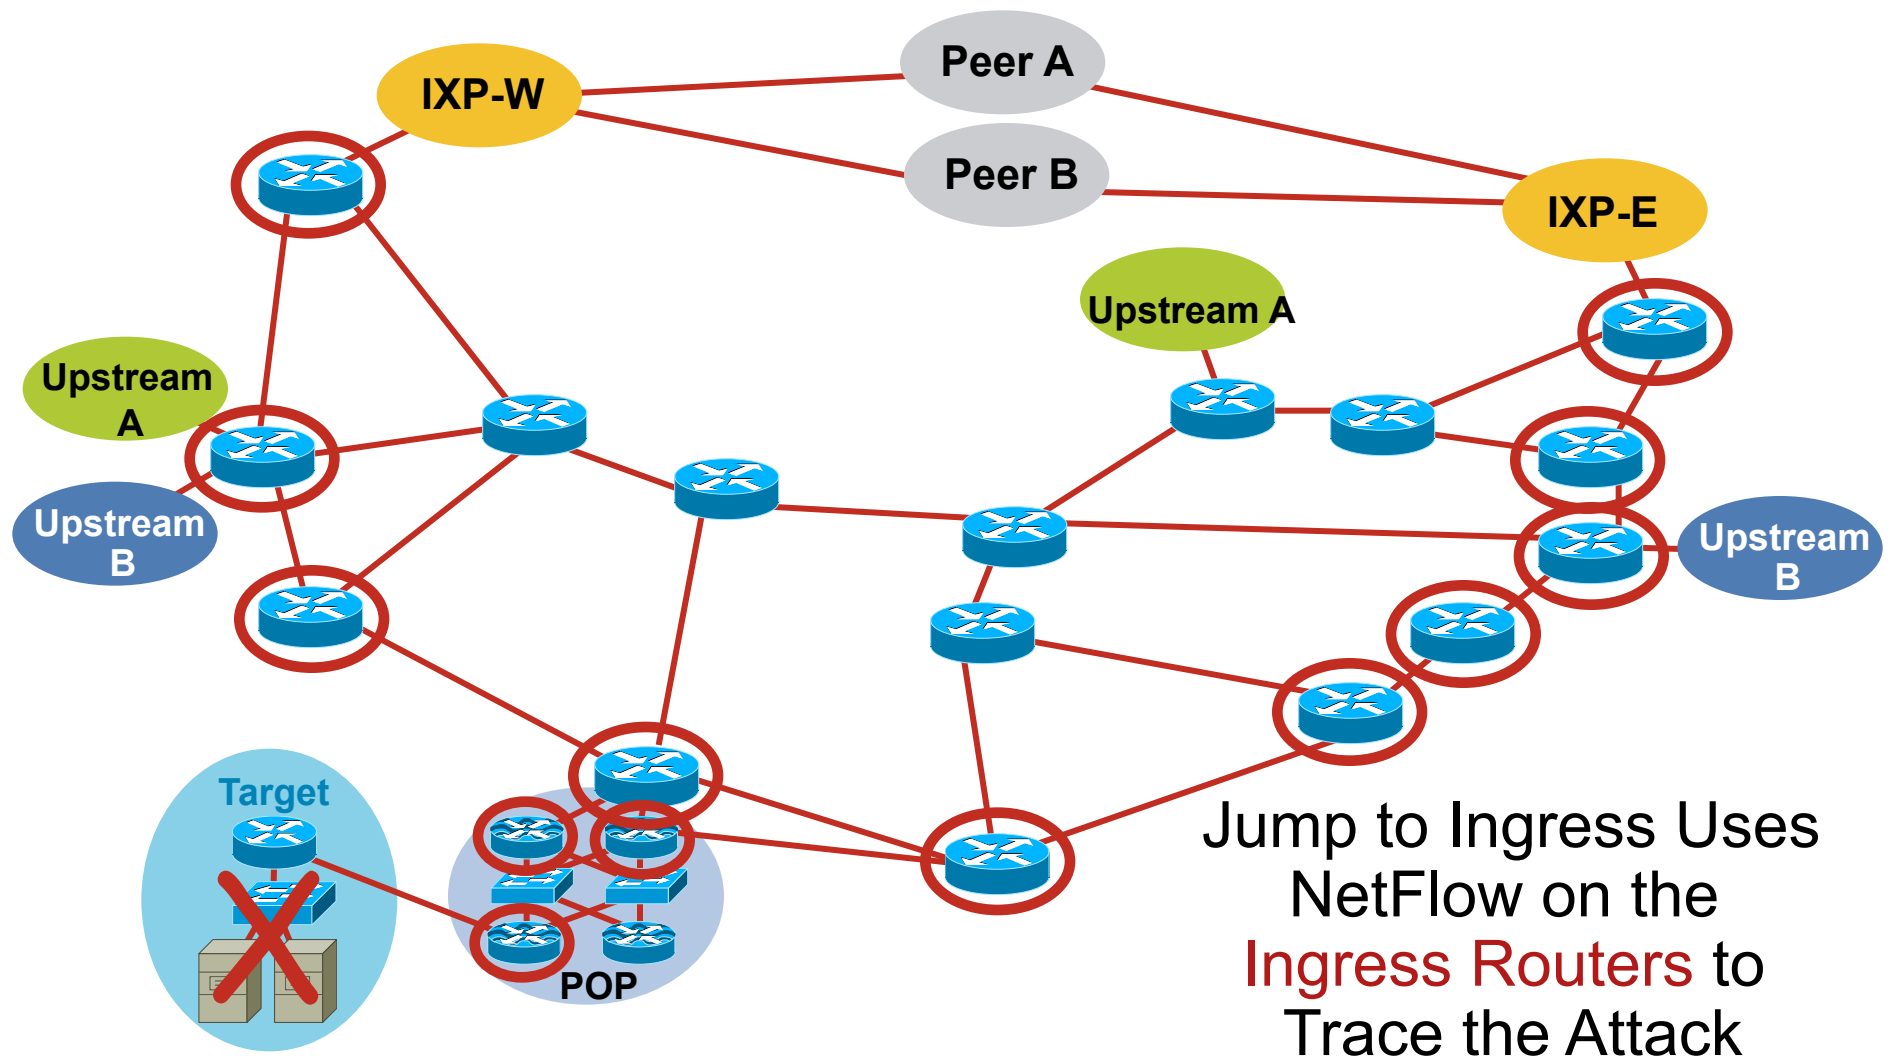 Peer A
IXP-W
Peer B
IXP-E
Upstream A
Upstream
A
Upstream
B
Upstream
B
Target
POP
Jump to Ingress Uses
NetFlow on the
Ingress Routers to
Trace the Attack